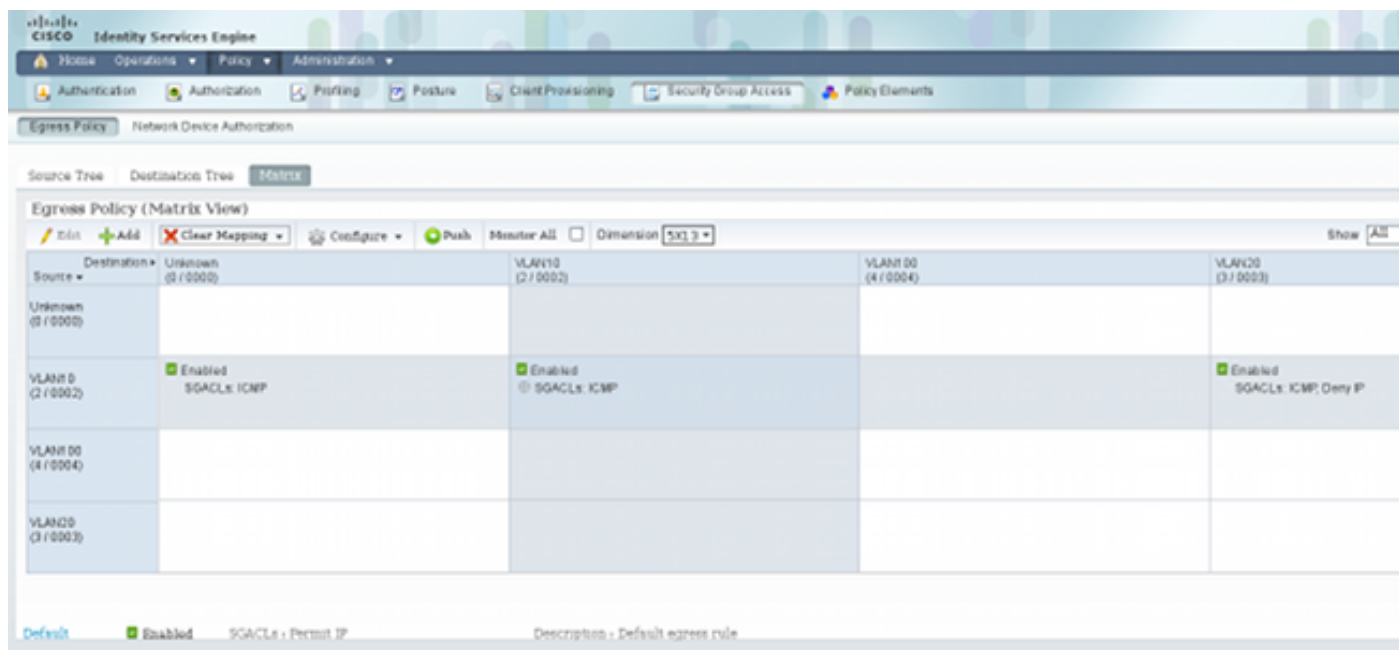 CISCO Identity Services Engine
Home Operations Policy Administration
Authentication Authorization Profiling Posture Client Provisioning Security Group Access Policy Elements
Egress Policy Network Device Authorization
Source Tree Destination Tree Matrix
Egress Policy (Matrix View)
Edit Add Clear Mapping Configure Push Monitor All Dimension 5X13 Show All
Destination Unknown VLAN10 VLAN100 VLAN20
Source (0 / 0000) (2 / 0002) (4 / 0004) (3 / 0003)
Unknown
(0 / 0000)
Enabled Enabled Enabled
VLAN10 SGACLs: ICMP SGACLs: ICMP SGACLs: ICMP, Deny IP
(2 / 0002)
VLAN100
(4 / 0004)
VLAN20
(3 / 0003)
Default Enabled SGACLs : Permit IP Description : Default egress rule